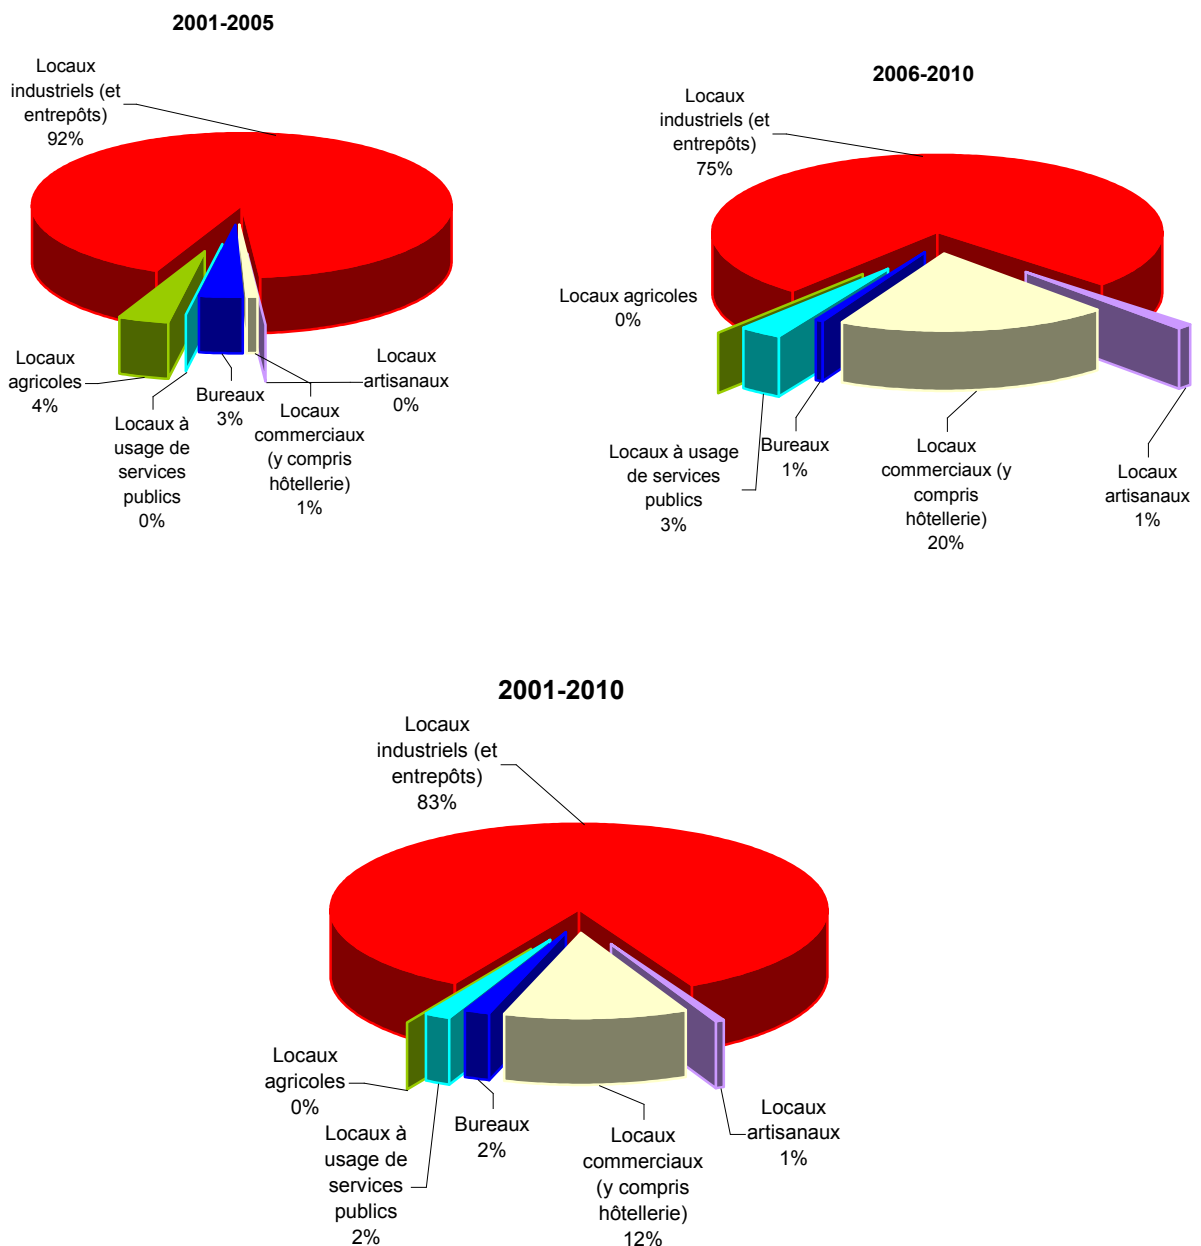 2001-2005
Locaux
industriels (et
entrepôts)
92%
Locaux
agricoles
4%
Locaux à
usage de
services
publics
0%
Bureaux
3%
Locaux
commerciaux
(y compris
hôtellerie)
1%
Locaux
artisanaux
0%
2006-2010
Locaux
industriels (et
entrepôts)
75%
Locaux agricoles
0%
Locaux à usage
de services
publics
3%
Bureaux
1%
Locaux
commerciaux (y
compris
hôtellerie)
20%
Locaux
artisanaux
1%
2001-2010
Locaux
industriels (et
entrepôts)
83%
Locaux
agricoles
0%
Locaux à
usage de
services
publics
2%
Bureaux
2%
Locaux
commerciaux
(y compris
hôtellerie)
12%
Locaux
artisanaux
1%